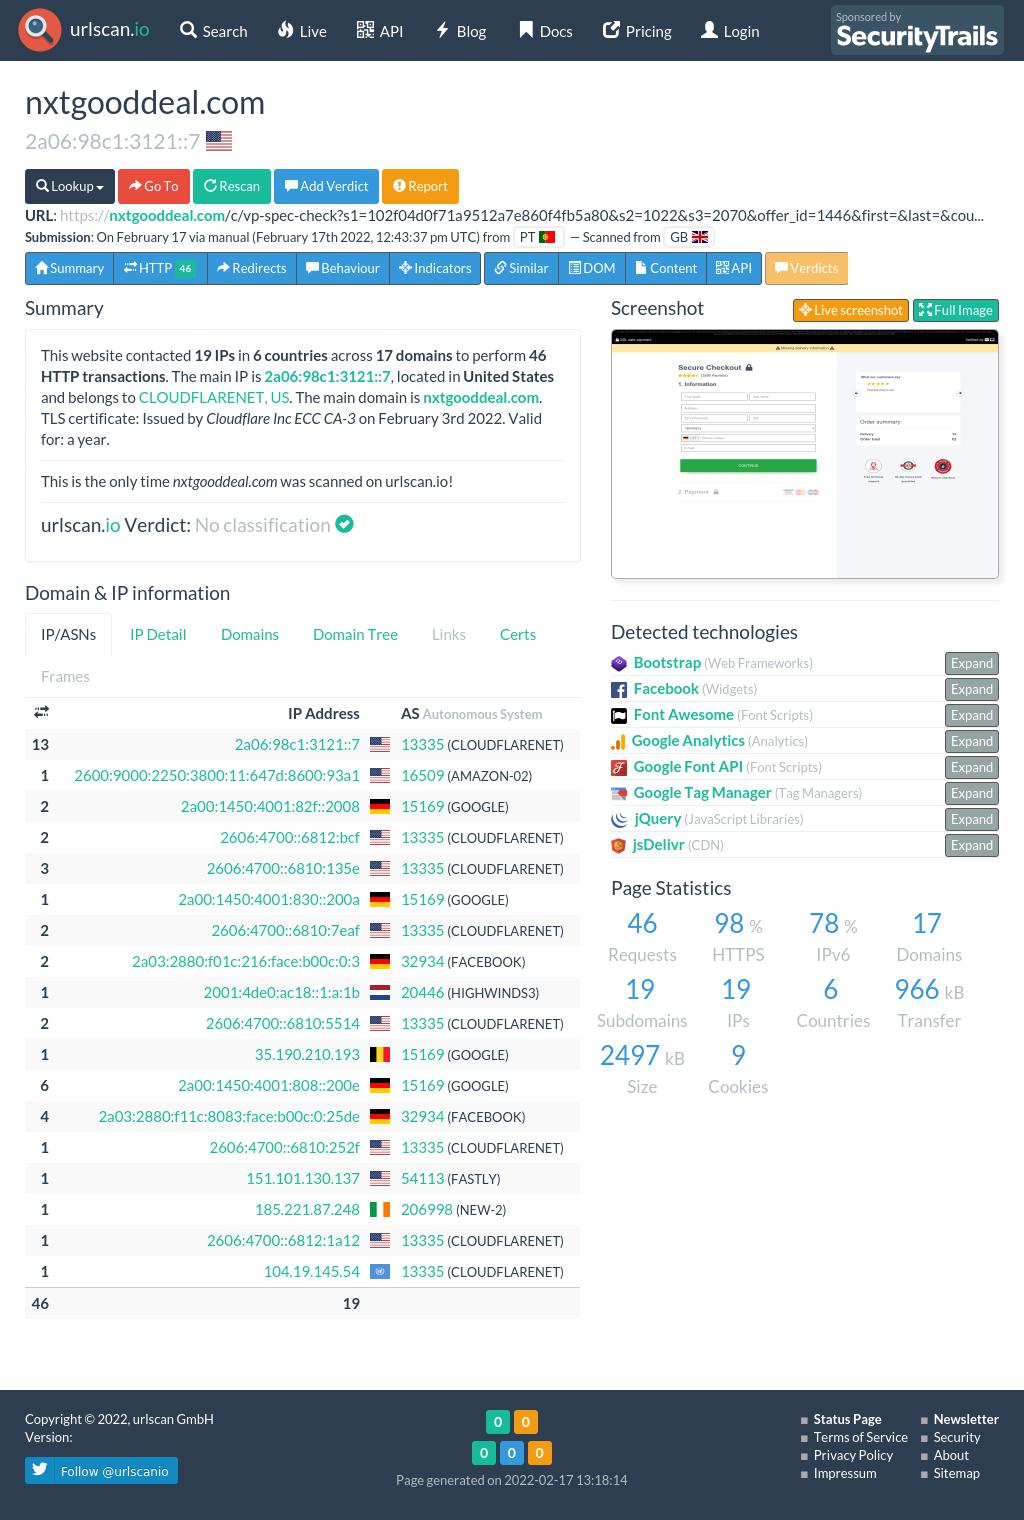 urlscan.io
Search
Live
API
Blog
Docs
Pricing
Login
Sponsored by
SecurityTrails
nxtgooddeal.com
2a06:98c1:3121::7
Lookup
Go To
Rescan
Add Verdict
Report
URL: https://nxtgooddeal.com/c/vp-spec-check?s1=102f04d0f71a9512a7e860f4fb5a80&s2=1022&s3=2070&offer_id=1446&first=&last=&cou...
Submission: On February 17 via manual (February 17th 2022, 12:43:37 pm UTC) from PT — Scanned from GB
Summary
HTTP 46
Redirects
Behaviour
Indicators
Similar
DOM
Content
API
Verdicts
Summary
This website contacted 19 IPs in 6 countries across 17 domains to perform 46
HTTP transactions. The main IP is 2a06:98c1:3121::7, located in United States
and belongs to CLOUDFLARENET, US. The main domain is nxtgooddeal.com.
TLS certificate: Issued by Cloudflare Inc ECC CA-3 on February 3rd 2022. Valid
for: a year.
This is the only time nxtgooddeal.com was scanned on urlscan.io!
urlscan.io Verdict: No classification
Screenshot
Live screenshot
Full Image
Missing delivery information
Secure Checkout
1. Information
Germany
CONTINUE
2. Payment
What our customers say
Order summary:
Delivery
Order total
Domain & IP information
IP/ASNs
IP Detail
Domains
Domain Tree
Links
Certs
Frames
IP Address AS Autonomous System
13 2a06:98c1:3121::7 13335 (CLOUDFLARENET)
1 2600:9000:2250:3800:11:647d:8600:93a1 16509 (AMAZON-02)
2 2a00:1450:4001:82f::2008 15169 (GOOGLE)
2 2606:4700::6812:bcf 13335 (CLOUDFLARENET)
3 2606:4700::6810:135e 13335 (CLOUDFLARENET)
1 2a00:1450:4001:830::200a 15169 (GOOGLE)
2 2606:4700::6810:7eaf 13335 (CLOUDFLARENET)
2 2a03:2880:f01c:216:face:b00c:0:3 32934 (FACEBOOK)
1 2001:4de0:ac18::1:a:1b 20446 (HIGHWINDS3)
2 2606:4700::6810:5514 13335 (CLOUDFLARENET)
1 35.190.210.193 15169 (GOOGLE)
6 2a00:1450:4001:808::200e 15169 (GOOGLE)
4 2a03:2880:f11c:8083:face:b00c:0:25de 32934 (FACEBOOK)
1 2606:4700::6810:252f 13335 (CLOUDFLARENET)
1 151.101.130.137 54113 (FASTLY)
1 185.221.87.248 206998 (NEW-2)
1 2606:4700::6812:1a12 13335 (CLOUDFLARENET)
1 104.19.145.54 13335 (CLOUDFLARENET)
46 19
Detected technologies
Bootstrap (Web Frameworks) Expand
Facebook (Widgets) Expand
Font Awesome (Font Scripts) Expand
Google Analytics (Analytics) Expand
Google Font API (Font Scripts) Expand
Google Tag Manager (Tag Managers) Expand
jQuery (JavaScript Libraries) Expand
jsDelivr (CDN) Expand
Page Statistics
46 98 % 78 % 17
Requests HTTPS IPv6 Domains
19 19 6 966 kB
Subdomains IPs Countries Transfer
2497 kB 9
Size Cookies
Copyright © 2022, urlscan GmbH
Version:
Follow @urlscanio
0 0
0 0 0
Page generated on 2022-02-17 13:18:14
Status Page
Terms of Service
Privacy Policy
Impressum
Newsletter
Security
About
Sitemap